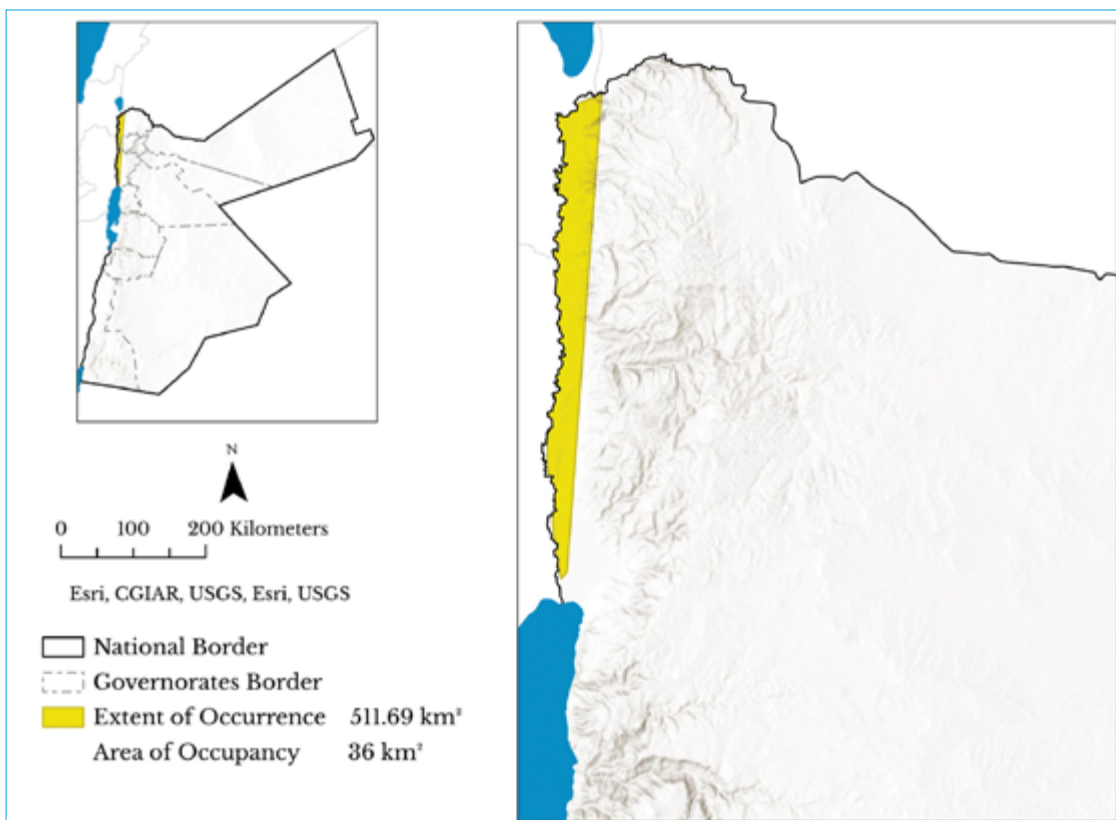 N
0 100 200 Kilometers
Esri, CGIAR, USGS, Esri, USGS
National Border
Governorates Border
Extent of Occurrence 511.69 km²
Area of Occupancy 36 km²